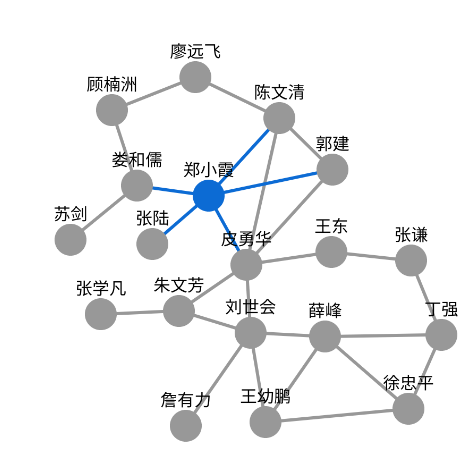 廖远飞
顾楠洲
陈文清
郭建
娄和儒
郑小霞
苏剑
张陆
皮勇华
王东
张谦
张学凡
朱文芳
刘世会
薛峰
丁强
徐忠平
詹有力
王幼鹏